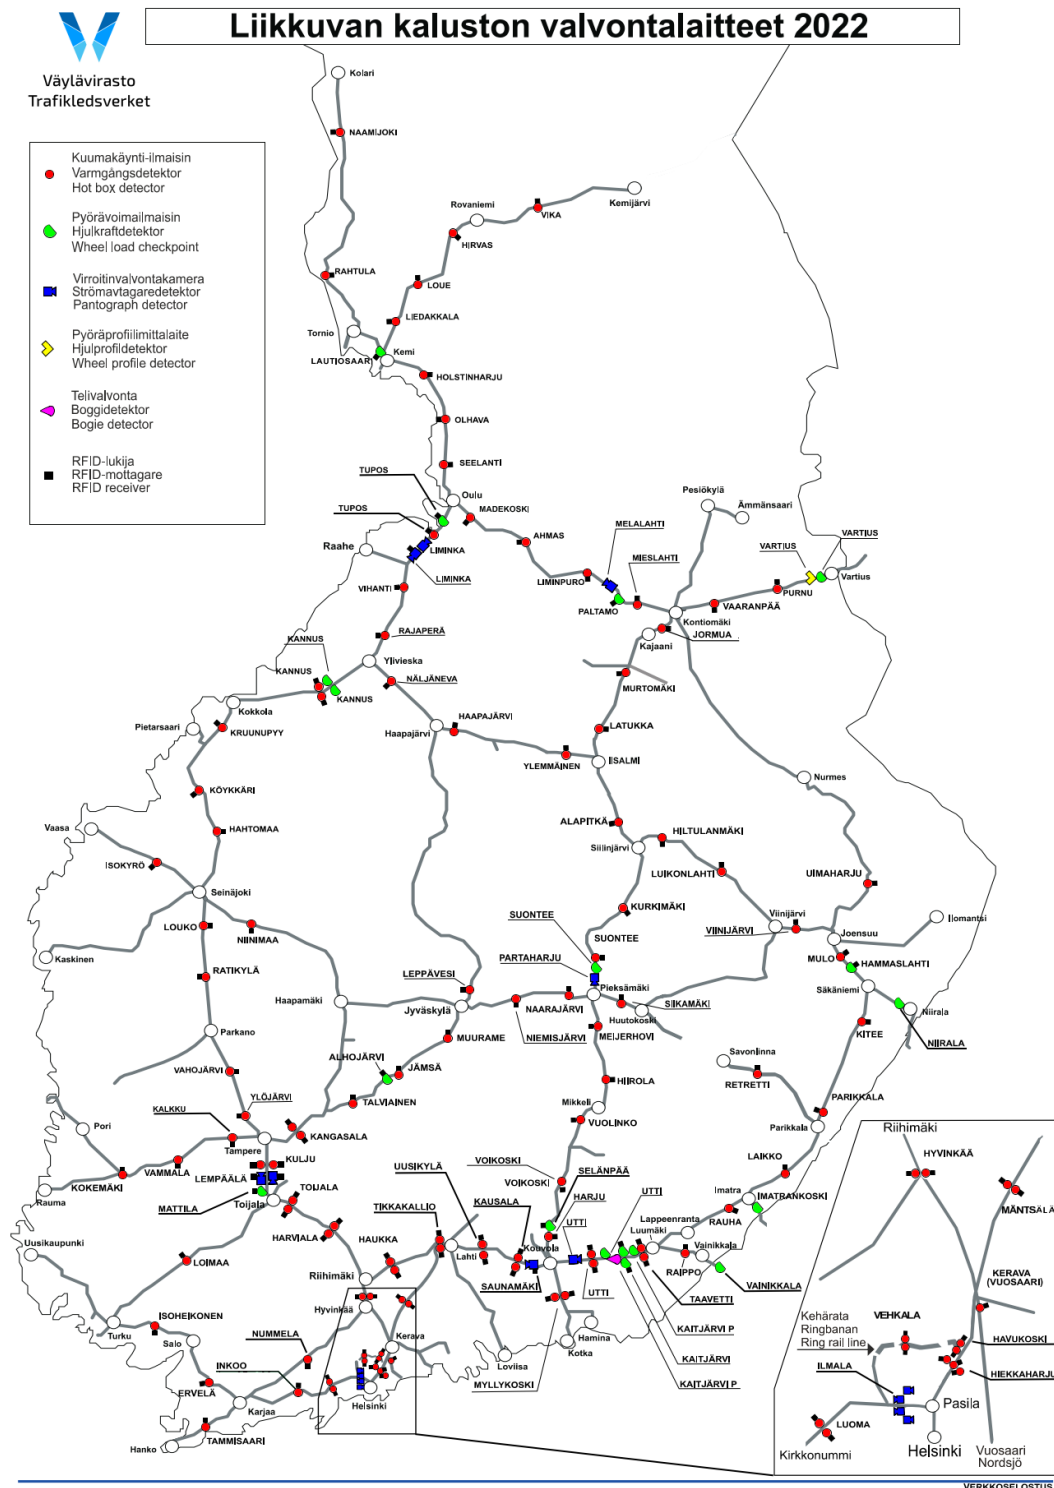 Liikkuvan kaluston valvontalaitteet 2022
Väylävirasto
Trafikledsverket
Kuumakäynti-ilmaisin
Varmgångsdetektor
Hot box detector
Pyörävoimailmaisin
Hjulkraftdetektor
Wheel load checkpoint
Virroitinvalvontakamera
Strömavtagaredetektor
Pantograph detector
Pyöräprofiilimittalaite
Hjulprofildetektor
Wheel profile detector
Telivalvonta
Boggidetektor
Bogie detector
RFID-lukija
RFID-mottagare
RFID receiver
Kolari
NAAMIJOKI
Kemijärvi
Rovaniemi
VIKA
HIRVAS
RAHTULA
LOUE
LIEDAKKALA
Tornio
LAUTIOSAARI
Kemi
HOLSTINHARJU
OLHAVA
SEELANTI
TUPOS
Oulu
TUPOS
MADEKOSKI
Pesiökylä
Ämmänsaari
AHMAS
MELALAHTI
VARTIUS
VARTIUS
Raahe
LIMINKA
MIESLAHTI
LIMINKA
LIMINPURO
Vartius
VIHANTI
PURNU
PALTAMO
VAARANPÄÄ
Kontiomäki
RAJAPERÄ
JORMUA
KANNUS
Kajaani
Ylivieska
KANNUS
NÄLJÄNEVA
MURTOMÄKI
KANNUS
Kokkola
HAAPAJÄRVI
Pietarsaari
KRUUNUPYY
Haapajärvi
LATUKKA
YLEMMÄINEN
IISALMI
Nurmes
KÖYKKÄRI
Vaasa
HAHTOMAA
ALAPITKÄ
HILTULANMÄKI
Siilinjärvi
ISOKYRÖ
LUIKONLAHTI
UIMAHARJU
Seinäjoki
KURKIMÄKI
SUONTEE
Viinijärvi
Ilomantsi
LOUKO
NIINIMAA
VIINIJÄRVI
Joensuu
SUONTEE
Kaskinen
PARTAHARJU
MULO
HAMMASLAHTI
RATIKYLÄ
LEPPÄVESI
Säkäniemi
Haapamäki
Jyväskylä
Pieksämäki
SIIKAMÄKI
NAARAJÄRVI
Huutokoski
Niirala
Parkano
MUURAME
NIEMISJÄRVI
MEIJERHOVI
KITEE
NIIRALA
ALHOJÄRVI
Savonlinna
VAHOJÄRVI
JÄMSÄ
HIIROLA
RETRETTI
KALKKU
YLÖJÄRVI
TALVIAINEN
Mikkeli
PARIKKALA
Pori
KANGASALA
VUOLINKO
Parikkala
Tampere
KULJU
UUSIKYLÄ
VOIKOSKI
SELÄNPÄÄ
LAIKKO
VAMMALA
LEMPÄÄLÄ
VOIKOSKI
KOKEMÄKI
TOIJALA
KAUSALA
HARJU
UTTI
Imatra
IMATRANKOSKI
Rauma
MATTILA
Toijala
TIKKAKALLIO
UTTI
Lappeenranta
RAUHA
HARVIALA
HAUKKA
Luumäki
Uusikaupunki
Kouvola
Vainikkala
LOIMAA
Lahti
RAIPPO
Riihimäki
SAUNAMÄKI
UTTI
TAAVETTI
VAINIKKALA
Hyvinkää
ISOHEIKONEN
Turku
NUMMELA
Hamina
KAITJÄRVI P
Salo
Kerava
Kotka
KAITJÄRVI
INKOO
Loviisa
KAITJÄRVI P
ERVELÄ
MYLLYKOSKI
Helsinki
Karjaa
Hanko
TAMMISAARI
Riihimäki
HYVINKÄÄ
MÄNTSÄLÄ
KERAVA
(VUOSAARI)
Kehärata
Ringbanan
Ring rail line
VEHKALA
HAVUKOSKI
ILMALA
HIEKKAHARJU
Pasila
LUOMA
Helsinki
Kirkkonummi
Vuosaari
Nordsjö
VERKKOSELOSTUS